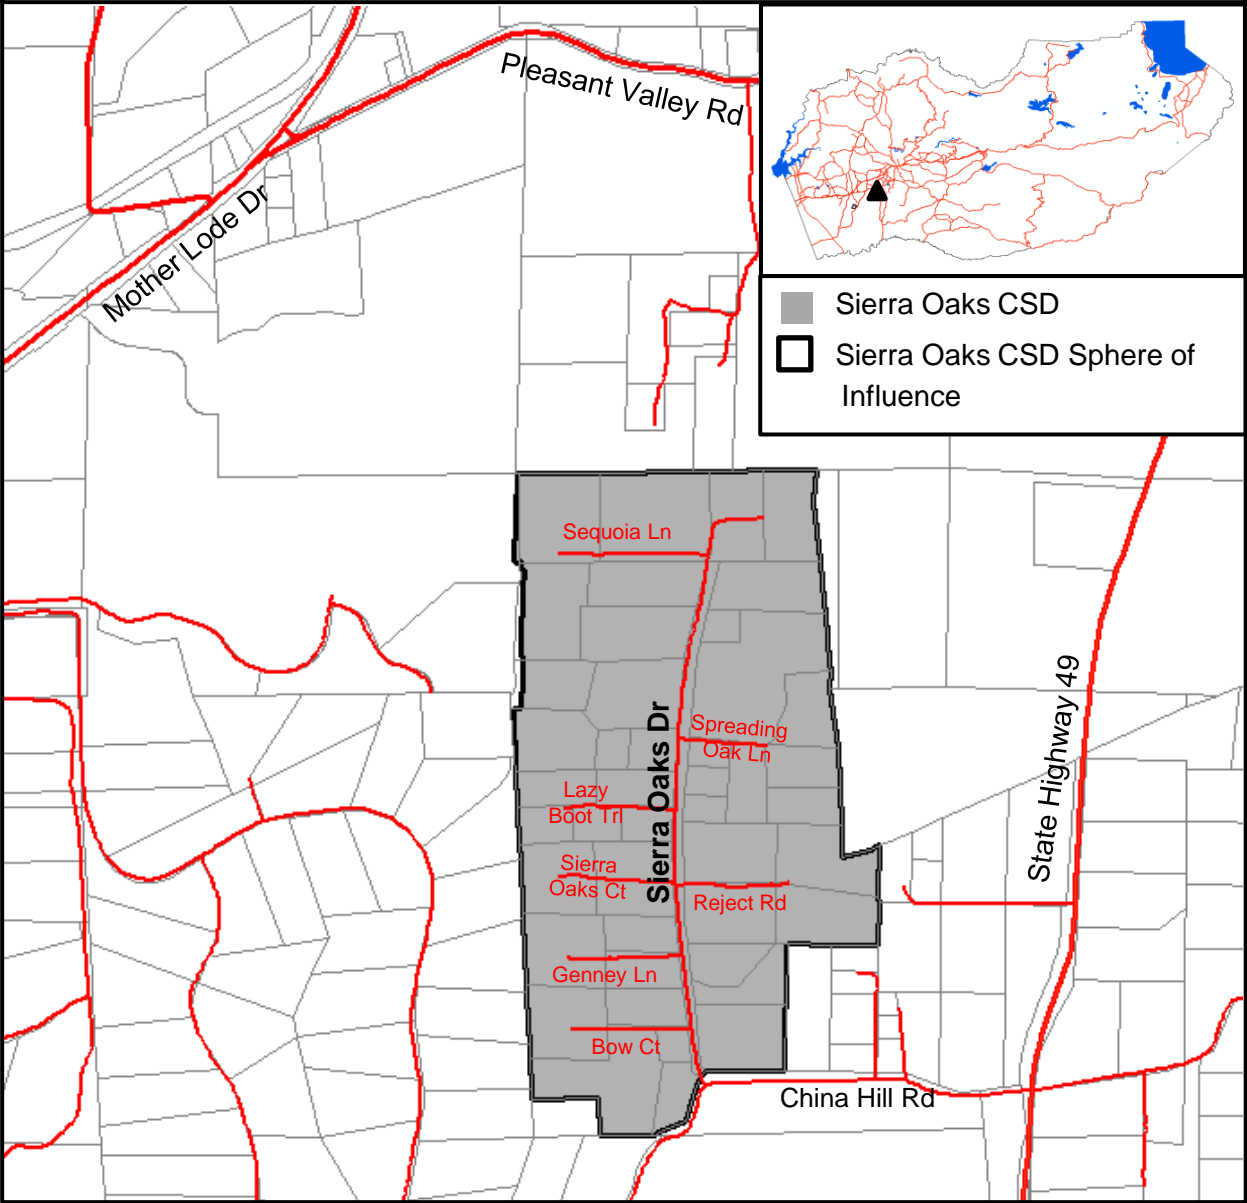 Pleasant Valley Rd
Mother Lode Dr
Sierra Oaks CSD
Sierra Oaks CSD Sphere of
Influence
Sequoia Ln
State Highway 49
Sierra Oaks Dr
Spreading
Oak Ln
Lazy
Boot Trl
Sierra
Oaks Ct
Reject Rd
Genney Ln
Bow Ct
China Hill Rd